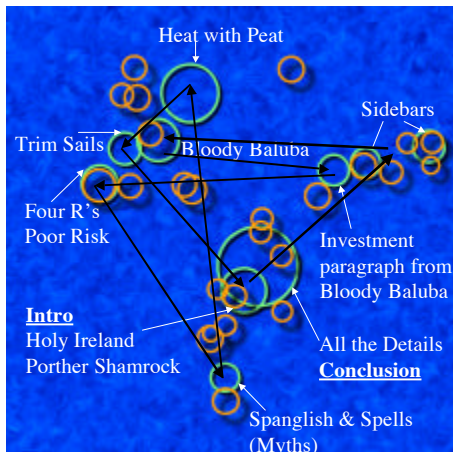 Heat with Peat
Sidebars
Trim Sails
Bloody Baluba
Four R's
Poor Risk
Investment
paragraph from
Bloody Baluba
Intro
Holy Ireland
Porther Shamrock
All the Details
Conclusion
Spanglish & Spells
(Myths)